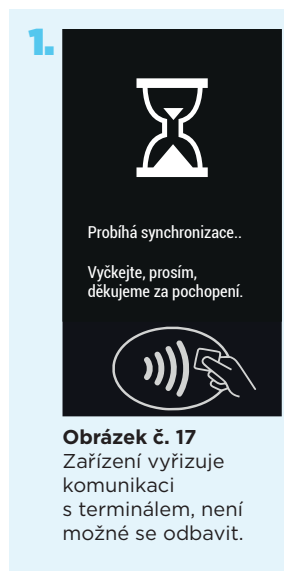 1.
Probíhá synchronizace..
Vyčkejte, prosím,
děkujeme za pochopení.
Obrázek č. 17
Zařízení vyřizuje
komunikaci
s terminálem, není
možné se odbavit.